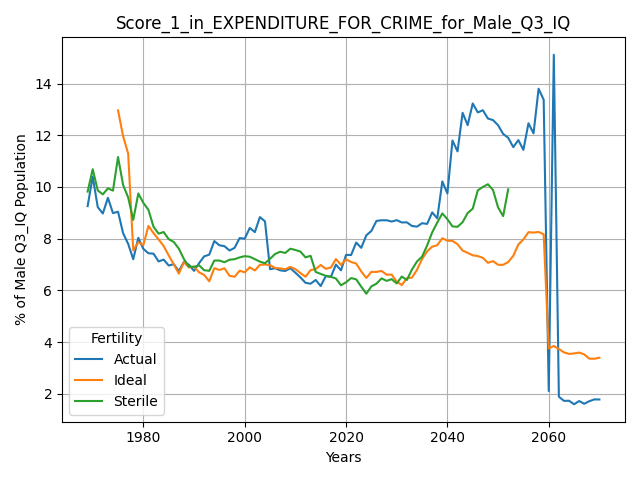 Score_1_in_EXPENDITURE_FOR_CRIME_for_Male_Q3_IQ
% of Male Q3_IQ Population
14
12
10
8
6
4
2
Fertility
Actual
Ideal
Sterile
1980 2000 2020 2040 2060
Years